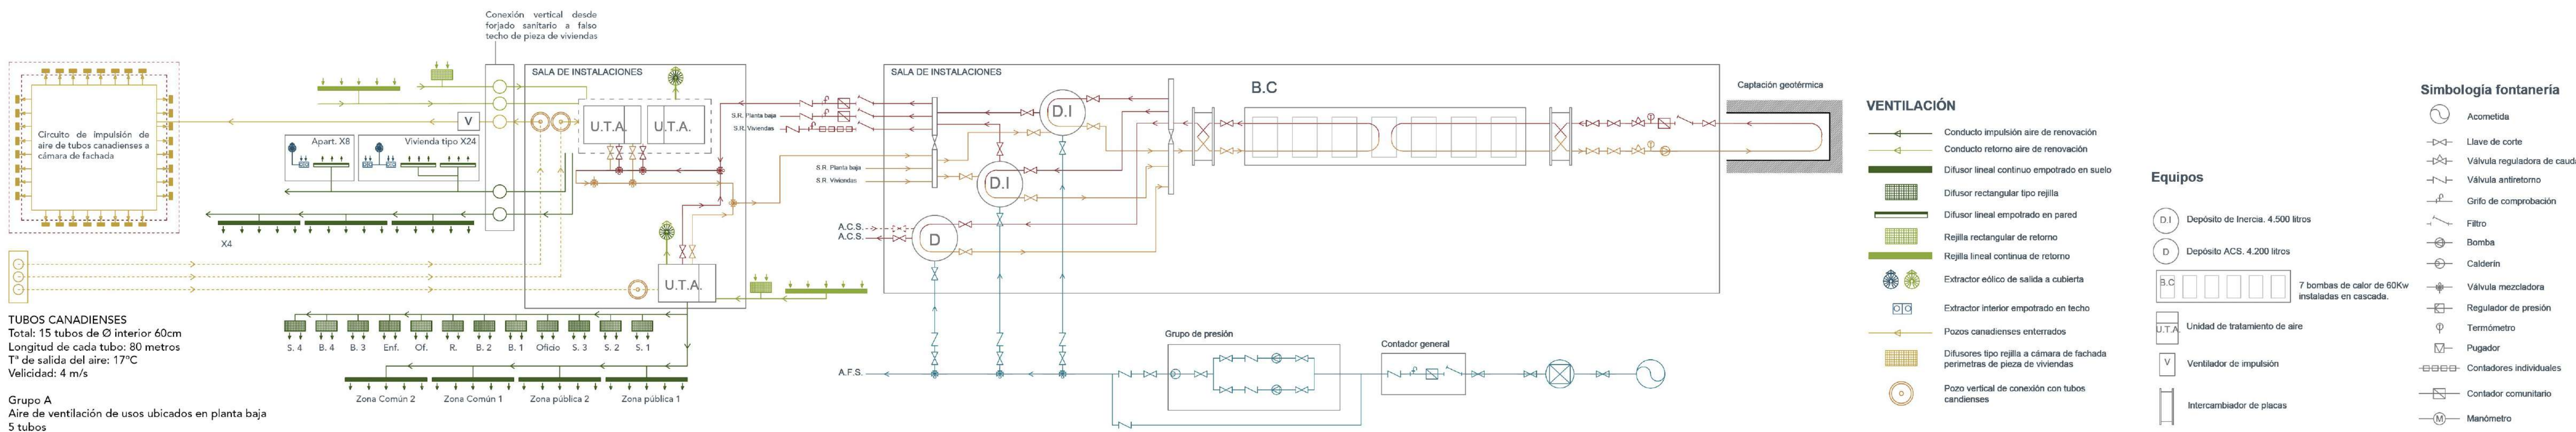 Conexión vertical desde
forjado sanitario a falso
techo de pieza de viviendas
Circuito de impulsión de
aire de tubos canadienses a
cámara de fachada
V
Apart. X8
Vivienda tipo X24
X4
SALA DE INSTALACIONES
U.T.A.
U.T.A.
U.T.A.
S. 4
B. 4
B. 3
Enf.
Of.
R.
B. 2
B. 1
Oficio
S. 3
S. 2
S. 1
Zona Común 2
Zona Común 1
Zona pública 2
Zona pública 1
TUBOS CANADIENSES
Total: 15 tubos de Ø interior 60cm
Longitud de cada tubo: 80 metros
Tª de salida del aire: 17ºC
Velicidad: 4 m/s
Grupo A
Aire de ventilación de usos ubicados en planta baja
5 tubos
SALA DE INSTALACIONES
S.R. Planta baja
S.R. Viviendas
S.R. Planta baja
S.R. Viviendas
A.C.S.
A.C.S.
D.I
D.I
D
B.C
Captación geotérmica
A.F.S.
Grupo de presión
Contador general
VENTILACIÓN
Conducto impulsión aire de renovación
Conducto retorno aire de renovación
Difusor lineal continuo empotrado en suelo
Difusor rectangular tipo rejilla
Difusor lineal empotrado en pared
Rejilla rectangular de retorno
Rejilla lineal continua de retorno
Extractor eólico de salida a cubierta
Extractor interior empotrado en techo
Pozos canadienses enterrados
Difusores tipo rejilla a cámara de fachada
perimetras de pieza de viviendas
Pozo vertical de conexión con tubos
candienses
Equipos
D.I
Depósito de Inercia. 4.500 litros
D
Depósito ACS. 4.200 litros
B.C
7 bombas de calor de 60Kw
instaladas en cascada.
U.T.A.
Unidad de tratamiento de aire
V
Ventilador de impulsión
Intercambiador de placas
Simbología fontanería
Acometida
Llave de corte
Válvula reguladora de cauda
Válvula antiretorno
Grifo de comprobación
Filtro
Bomba
Calderín
Válvula mezcladora
Regulador de presión
Termómetro
Pugador
Contadores individuales
Contador comunitario
M
Manómetro